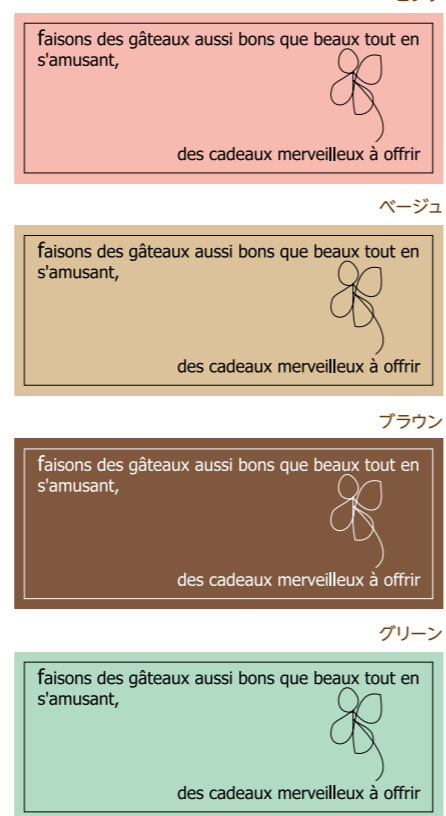 faisons des gâteaux aussi bons que beaux tout en
s'amusant,
des cadeaux merveilleux à offrir
ベージュ
faisons des gâteaux aussi bons que beaux tout en
s'amusant,
des cadeaux merveilleux à offrir
ブラウン
faisons des gâteaux aussi bons que beaux tout en
s'amusant,
des cadeaux merveilleux à offrir
グリーン
faisons des gâteaux aussi bons que beaux tout en
s'amusant,
des cadeaux merveilleux à offrir